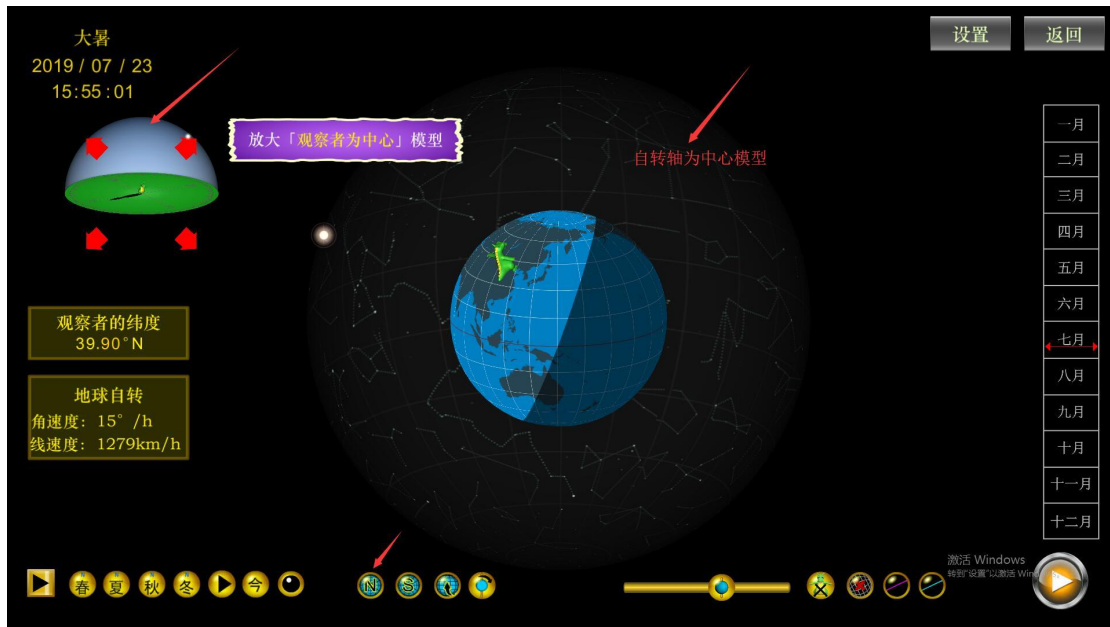 大暑
2019 / 07 / 23
15:55:01
设置
返回
放大「观察者为中心」模型
自转轴为中心模型
一月
二月
三月
四月
五月
六月
七月
八月
九月
十月
十一月
十二月
观察者的纬度
39.90°N
地球自转
角速度: 15° /h
线速度: 1279km/h
春
夏
秋
冬
今
N
S
激活 Windows
转到"设置"以激活 Win